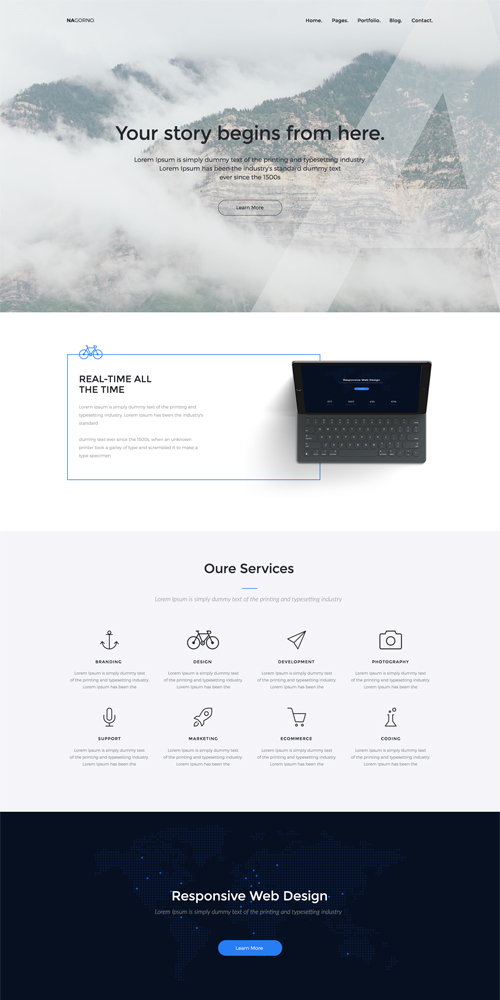 NAGORNO
Home. Pages. Portfolio. Blog. Contact.
Your story begins from here.
Lorem Ipsum is simply dummy text of the printing and typesetting industry
Lorem Ipsum has been the industry's standard dummy text
ever since the 1500s
Learn More
REAL-TIME ALL
THE TIME
Lorem ipsum is simply dummy text of the printing and
typesetting industry. Lorem Ipsum has been the industry's
standard
dummy text ever since the 1500s, when an unknown
printer took a galley of type and scrambled it to make a
type specimen
Responsive Web Design
Oure Services
Lorem Ipsum is simply dummy text of the printing and typesetting industry
BRANDING
Lorem Ipsum is simply dummy text
of the printing and typesetting industry.
Lorem Ipsum has been the
DESIGN
Lorem Ipsum is simply dummy text
of the printing and typesetting industry.
Lorem Ipsum has been the
DEVELOPMENT
Lorem Ipsum is simply dummy text
of the printing and typesetting industry.
Lorem Ipsum has been the
PHOTOGRAPHY
Lorem Ipsum is simply dummy text
of the printing and typesetting industry.
Lorem Ipsum has been the
SUPPORT
Lorem Ipsum is simply dummy text
of the printing and typesetting industry.
Lorem Ipsum has been the
MARKETING
Lorem Ipsum is simply dummy text
of the printing and typesetting industry.
Lorem Ipsum has been the
ECOMMERCE
Lorem Ipsum is simply dummy text
of the printing and typesetting industry.
Lorem Ipsum has been the
CODING
Lorem Ipsum is simply dummy text
of the printing and typesetting industry.
Lorem Ipsum has been the
Responsive Web Design
Lorem Ipsum is simply dummy text of the printing and typesetting industry
Learn More